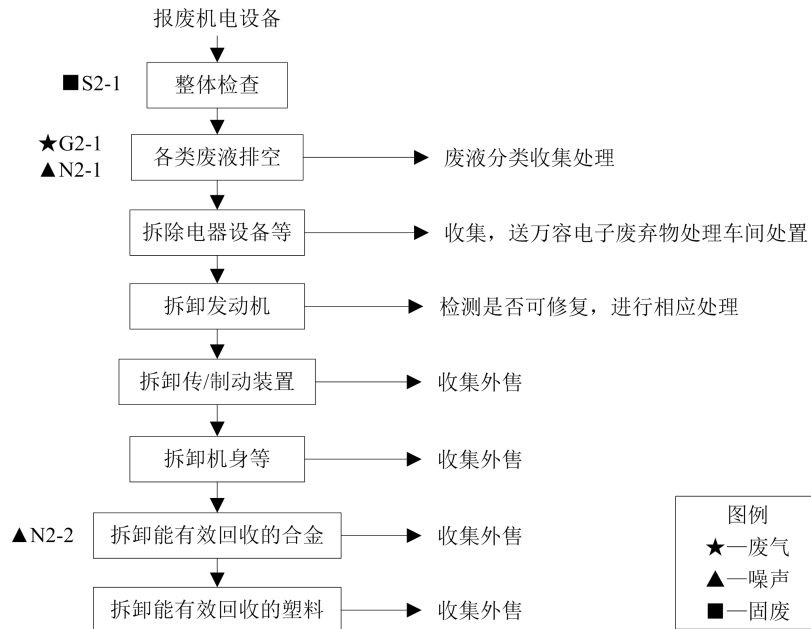 报废机电设备
■S2-1
整体检查
★G2-1
▲N2-1
各类废液排空
废液分类收集处理
拆除电器设备等
收集，送万容电子废弃物处理车间处置
拆卸发动机
检测是否可修复，进行相应处理
拆卸传/制动装置
收集外售
拆卸机身等
收集外售
▲N2-2
拆卸能有效回收的合金
收集外售
拆卸能有效回收的塑料
收集外售
图例
★—废气
▲—噪声
■—固废